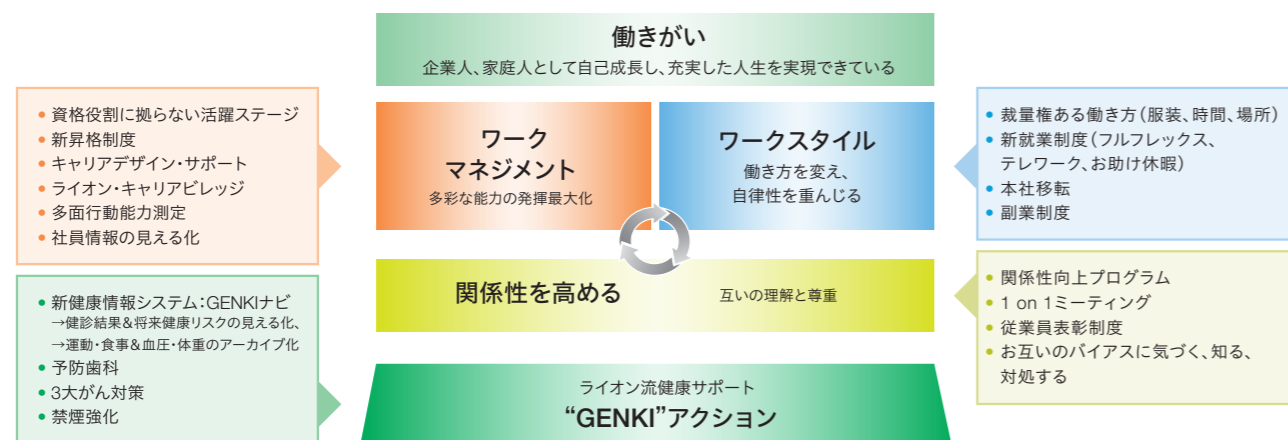 働きがい
企業人、家庭人として自己成長し、充実した人生を実現できている
• 資格役割に拠らない活躍ステージ
• 新昇格制度
• キャリアデザイン・サポート
• ライオン・キャリアビレッジ
• 多面行動能力測定
• 社員情報の見える化
ワーク
マネジメント
多彩な能力の発揮最大化
ワークスタイル
働き方を変え、
自律性を重んじる
• 裁量権ある働き方（服装、時間、場所）
• 新就業制度（フルフレックス、
テレワーク、お助け休暇）
• 本社移転
• 副業制度
関係性を高める 互いの理解と尊重
• 関係性向上プログラム
• 1 on 1ミーティング
• 従業員表彰制度
• お互いのバイアスに気づく、知る、
対処する
• 新健康情報システム：GENKIナビ
→健診結果＆将来健康リスクの見える化、
→運動・食事＆血圧・体重のアーカイブ化
• 予防歯科
• 3大がん対策
• 禁煙強化
ライオン流健康サポート
“GENKI”アクション